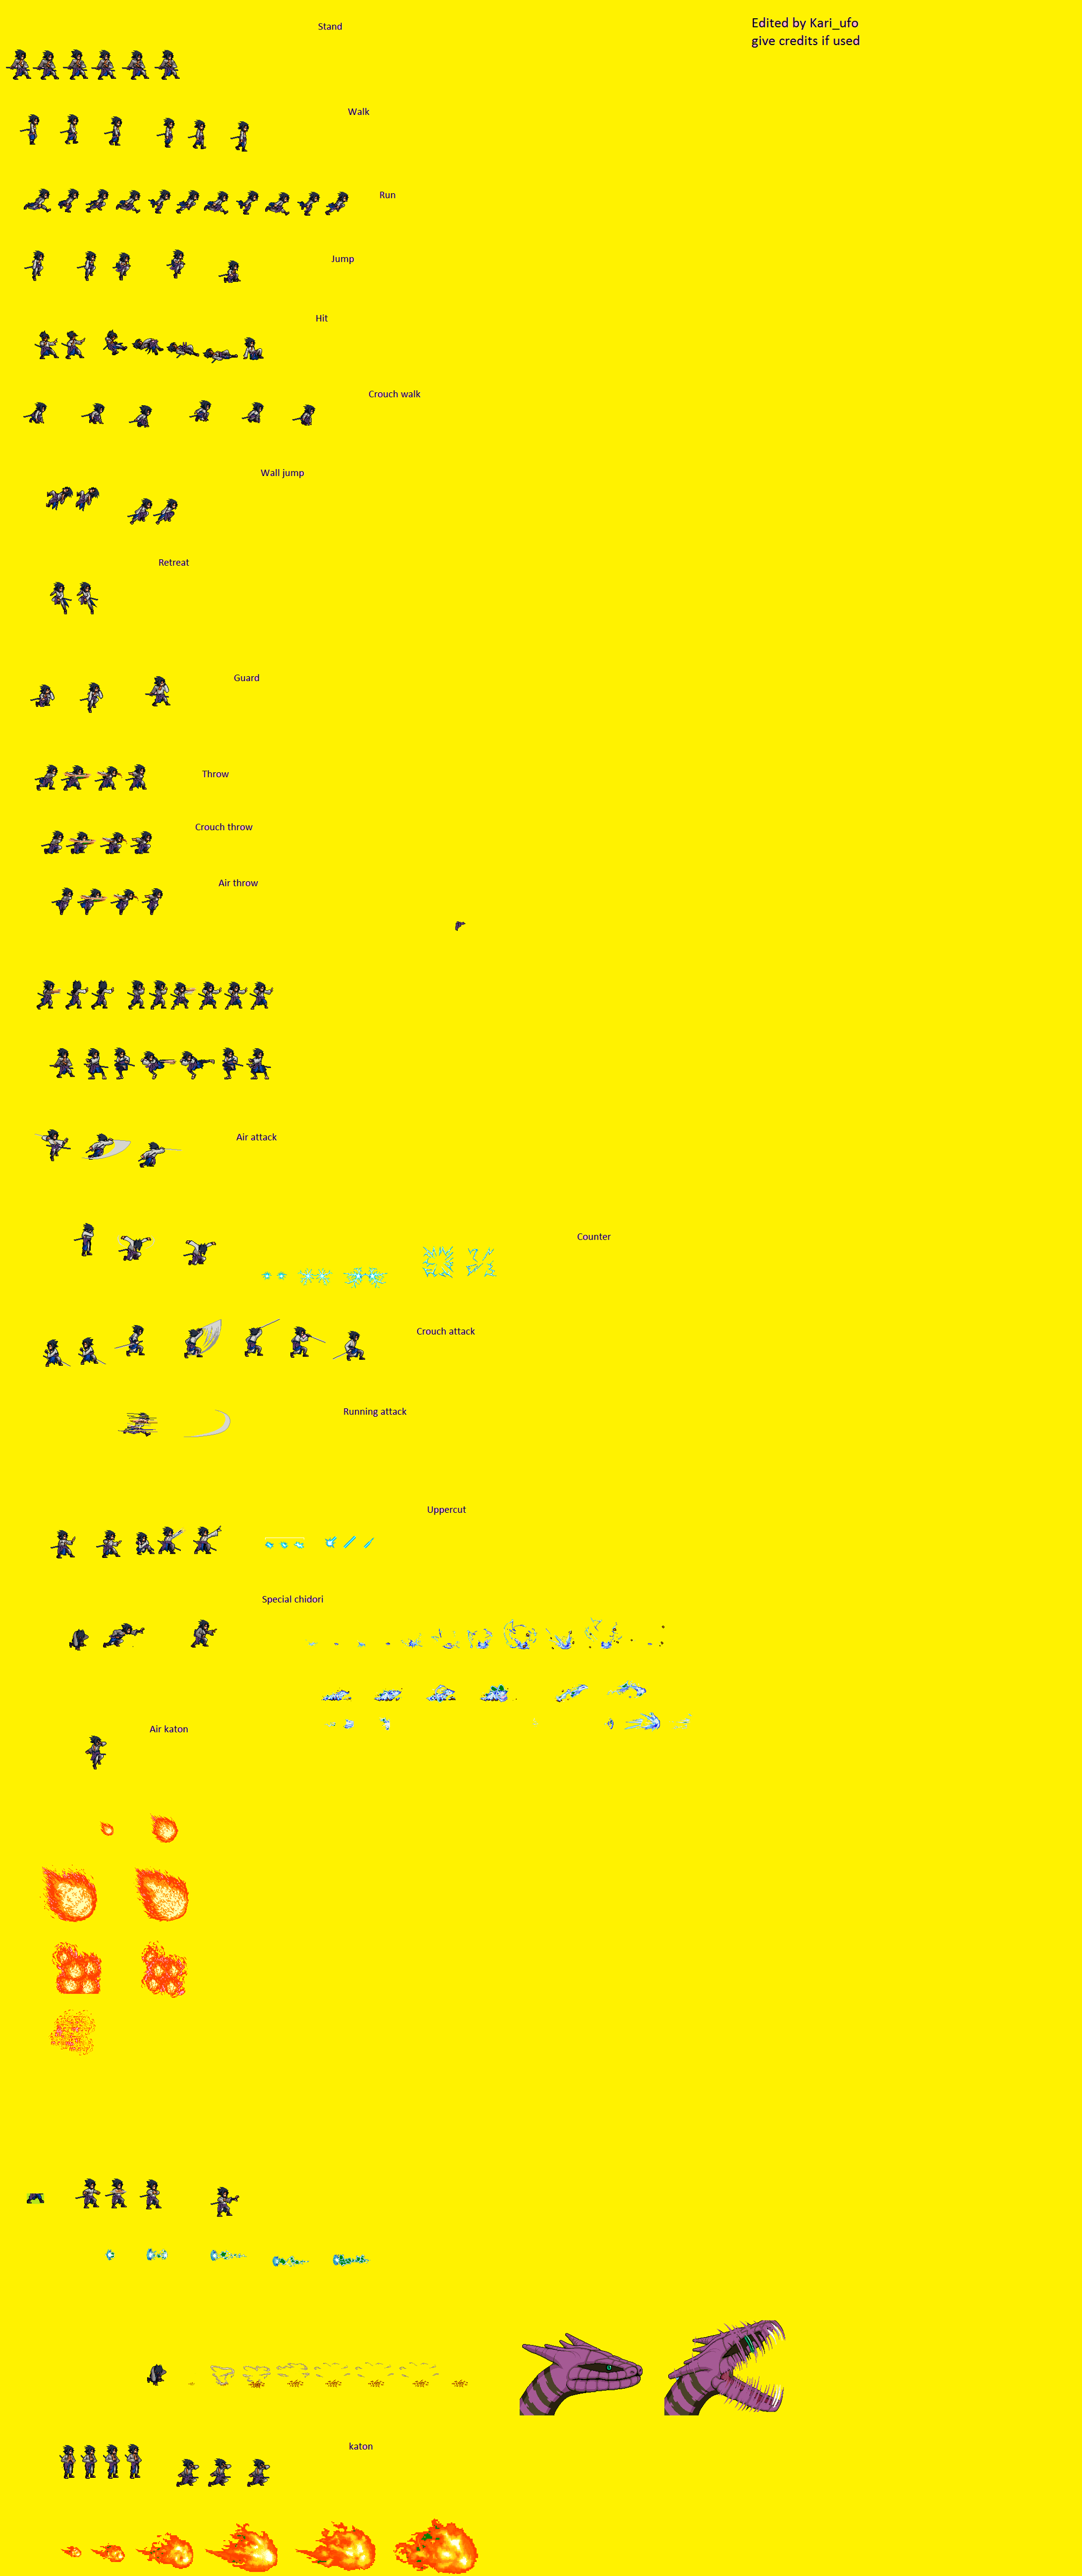 Stand
Edited by Kari_ufo
give credits if used
Walk
Run
Jump
Hit
Crouch walk
Wall jump
Retreat
Guard
Throw
Crouch throw
Air throw
Air attack
Counter
Crouch attack
Running attack
Uppercut
Special chidori
Air katon
katon